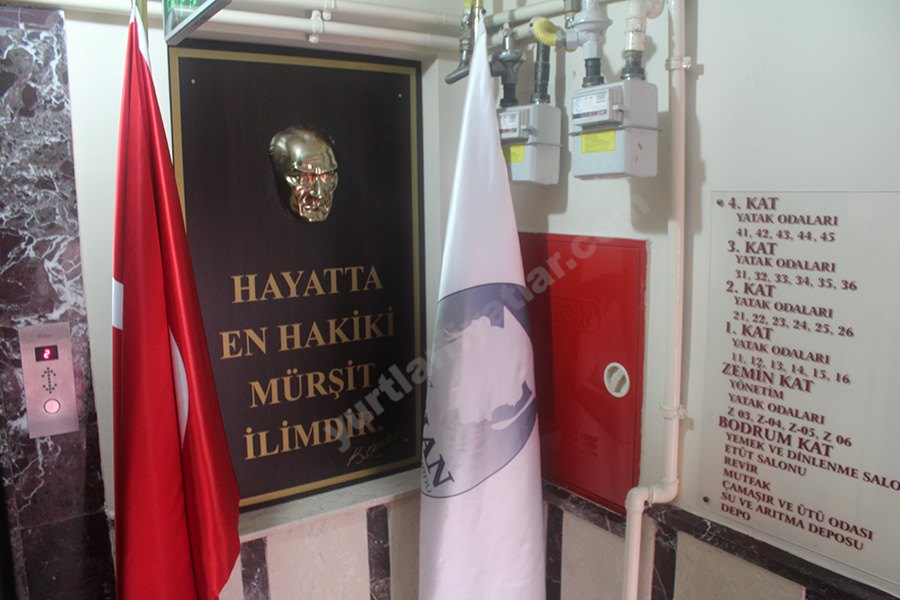 HAYATTA
EN HAKİKİ
MÜRŞİT
İLİMDİR.
2
4. KAT
YATAK ODALARI
41, 42, 43, 44, 45
3. KAT
YATAK ODALARI
31, 32, 33, 34, 35, 36
2. KAT
YATAK ODALARI
21, 22, 23, 24, 25, 26
1. KAT
YATAK ODALARI
11, 12, 13, 14, 15, 16
ZEMİN KAT
YÖNETİM
YATAK ODALARI
Z 03, Z-04, Z-05, Z 06
BODRUM KAT
YEMEK VE DİNLENME SALO
ETÜT SALONU
REVİR
MUTFAK
ÇAMAŞIR VE ÜTÜ ODASI
SU VE ARITMA DEPOSU
DEPO